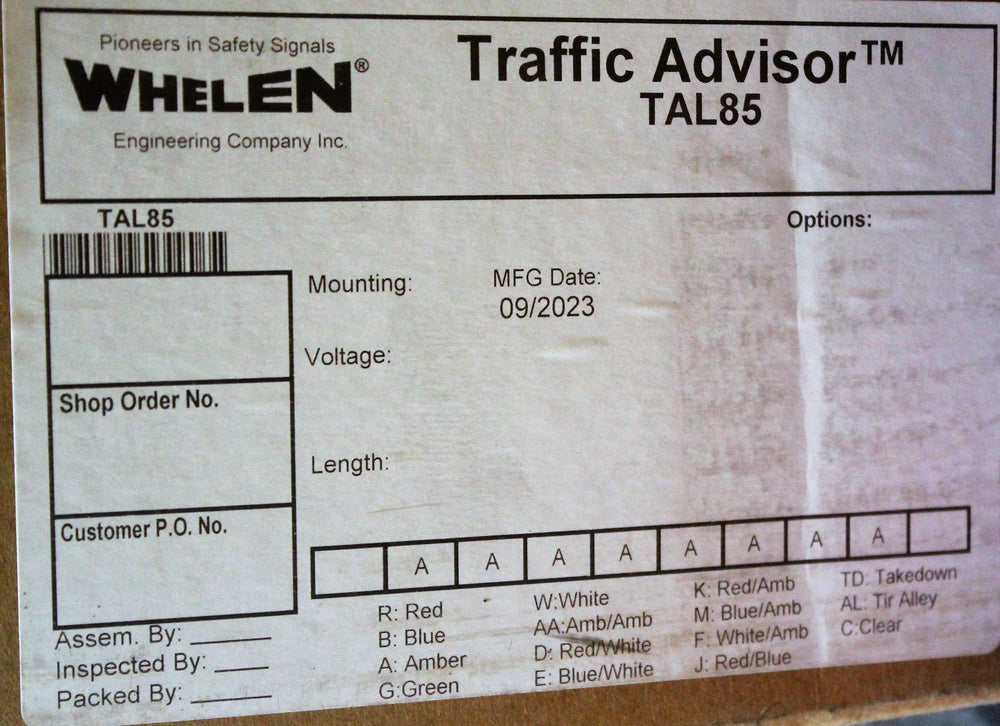 Pioneers in Safety Signals
WHELEN®
Engineering Company Inc.
Traffic Advisor™
TAL85
TAL85
Options:
Mounting:
MFG Date:
09/2023
Voltage:
Shop Order No.
Length:
Customer P.O. No.
A A A A A A A A
R: Red
B: Blue
A: Amber
G:Green
W:White
AA:Amb/Amb
D: Red/White
E: Blue/White
K: Red/Amb
M: Blue/Amb
F: White/Amb
J: Red/Blue
TD: Takedown
AL: Tir Alley
C.Clear
Assem. By: ______
Inspected By: ____
Packed By: ______